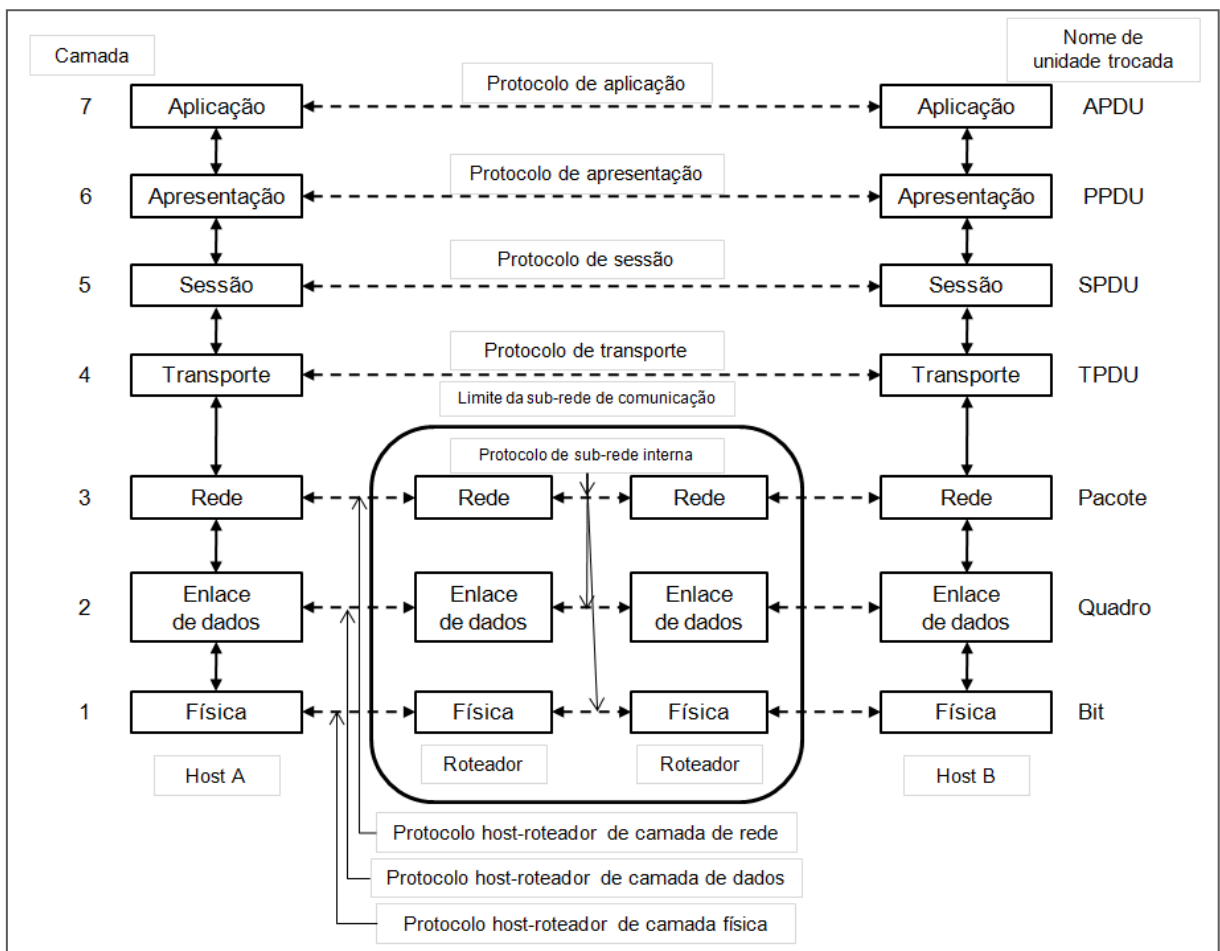 Camada
Nome de
unidade trocada
Protocolo de aplicação
7
Aplicação
Aplicação
APDU
Protocolo de apresentação
6
Apresentação
Apresentação
PPDU
Protocolo de sessão
5
Sessão
Sessão
SPDU
Protocolo de transporte
4
Transporte
Transporte
TPDU
Limite da sub-rede de comunicação
Protocolo de sub-rede interna
3
Rede
Rede
Rede
Rede
Pacote
2
Enlace
de dados
Enlace
de dados
Enlace
de dados
Enlace
de dados
Quadro
1
Física
Física
Física
Física
Bit
Host A
Roteador
Roteador
Host B
Protocolo host-roteador de camada de rede
Protocolo host-roteador de camada de dados
Protocolo host-roteador de camada física